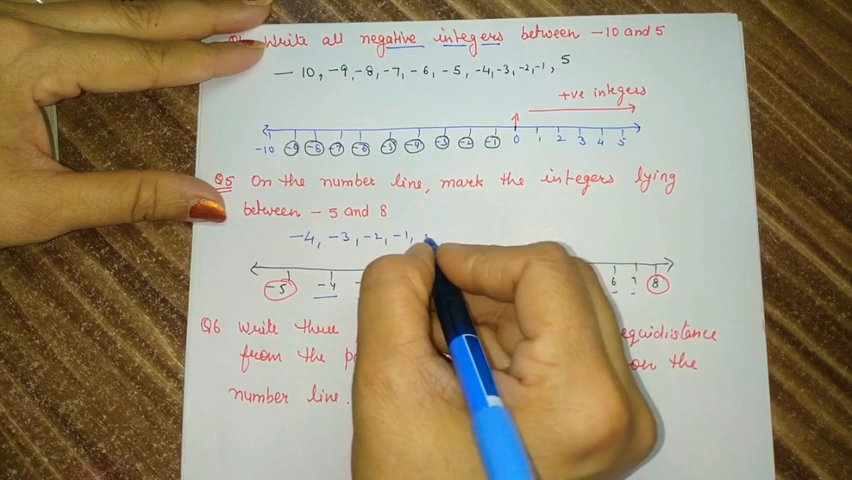 Write all negative integers between -10 and 5
- 10, -9, -8, -7, -6, -5, -4, -3, -2, -1, 5
+ve integers
-10 -9 -8 -7 -6 -5 -4 -3 -2 -1 0 1 2 3 4 5
Q5 On the number line, mark the integers lying
between - 5 and 8
-4, -3, -2, -1,
-5 -4 6 7 8
Q6 Write three equidistance
from the on the
number line.